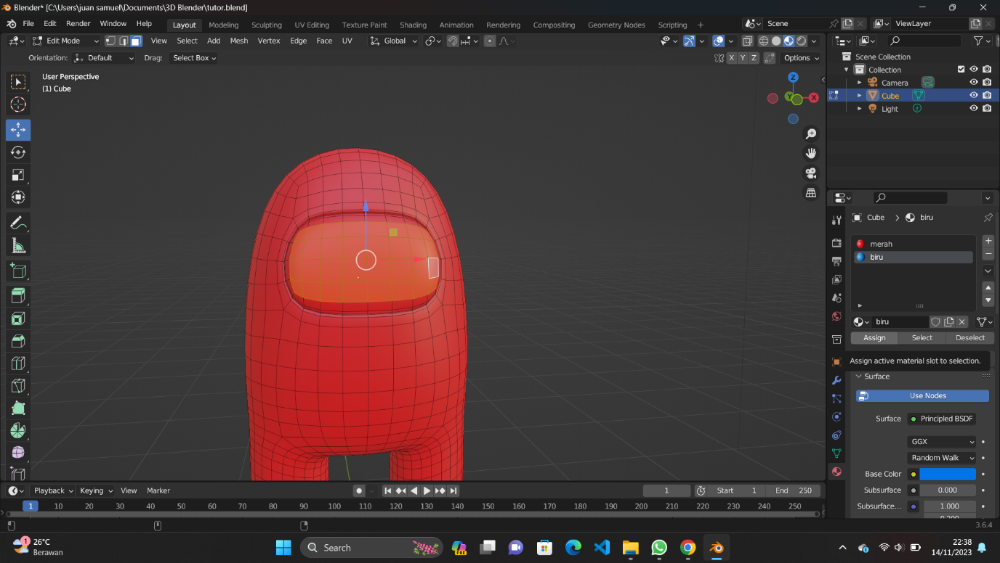 Blender* [C:\Users\juan samuel\Documents\3D Blender\tutor.blend]
File Edit Render Window Help Layout Modeling Sculpting UV Editing Texture Paint Shading Animation Rendering Compositing Geometry Nodes Scripting + Scene ViewLayer
Edit Mode View Select Add Mesh Vertex Edge Face UV Global
Orientation: Default Drag: Select Box X Y Z Options
User Perspective
(1) Cube
Z
Y X
Scene Collection
Collection
Camera
Cube
Light
Cube > biru
merah
biru
biru
Assign Select Deselect
Assign active material slot to selection.
Surface
Use Nodes
Surface Principled BSDF
GGX
Random Walk
Base Color
Subsurface 0.000
Subsurface... 1.000
0.200
Playback Keying View Marker 1 Start 1 End 250
1 10 20 30 40 50 60 70 80 90 100 110 120 130 140 150 160 170 180 190 200 210 220 230 240 250
3.6.4
1 26°C
Berawan
Search
PRE
22:38
14/11/2023